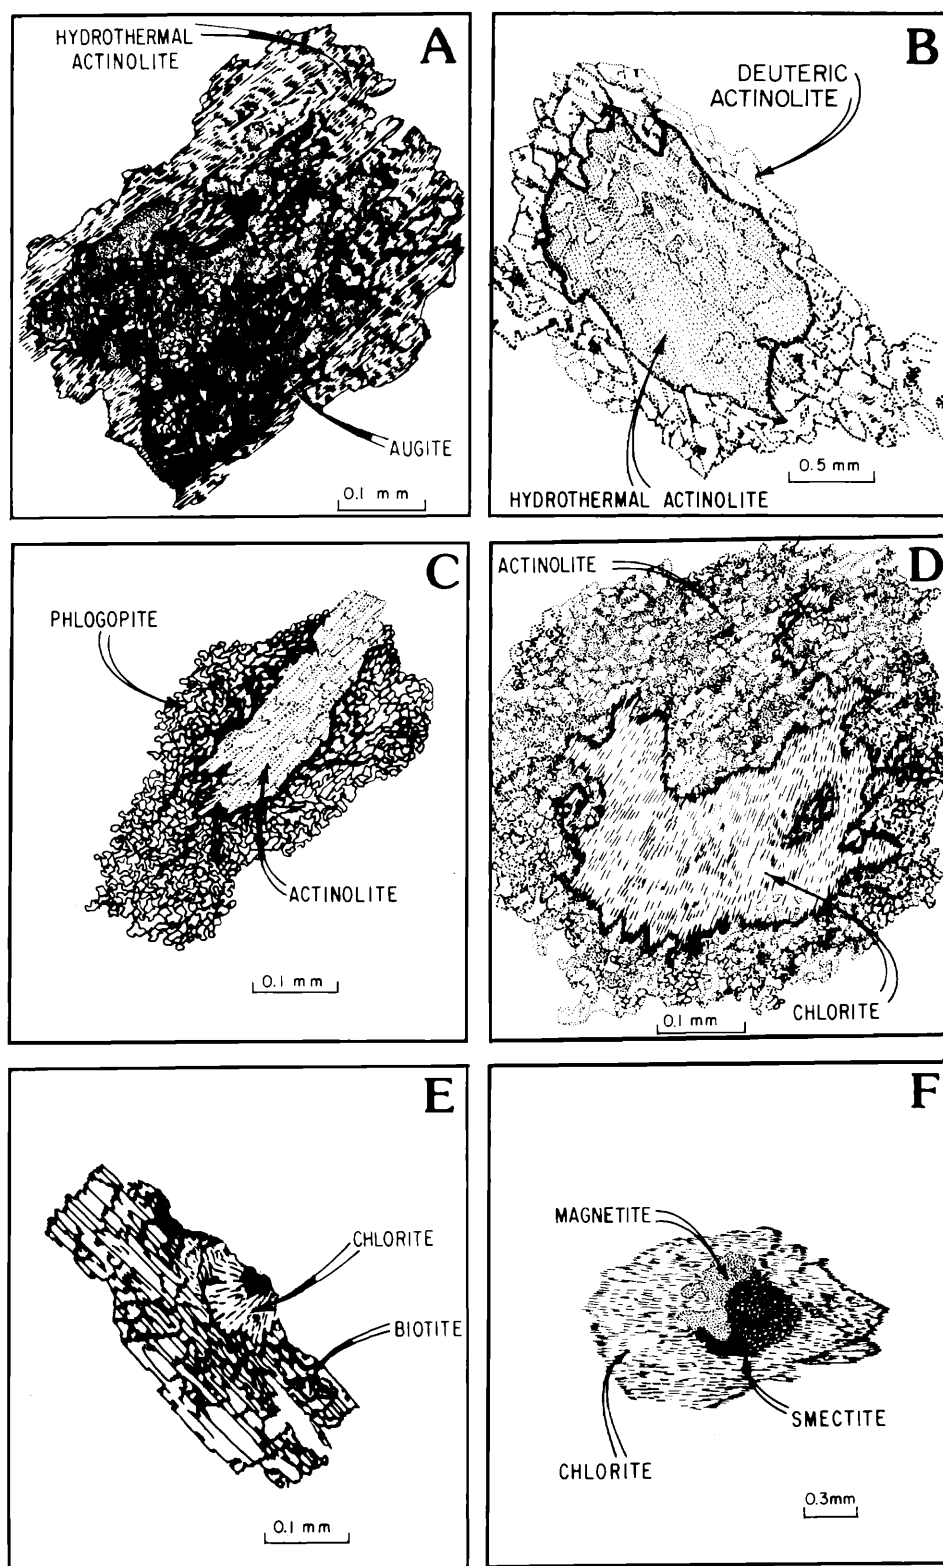 A
HYDROTHERMAL
ACTINOLITE
AUGITE
0.1 mm
B
DEUTERIC
ACTINOLITE
0.5 mm
HYDROTHERMAL ACTINOLITE
C
PHLOGOPITE
ACTINOLITE
0.1 mm
D
ACTINOLITE
CHLORITE
0.1 mm
E
CHLORITE
BIOTITE
0.1 mm
F
MAGNETITE
SMECTITE
CHLORITE
0.3mm